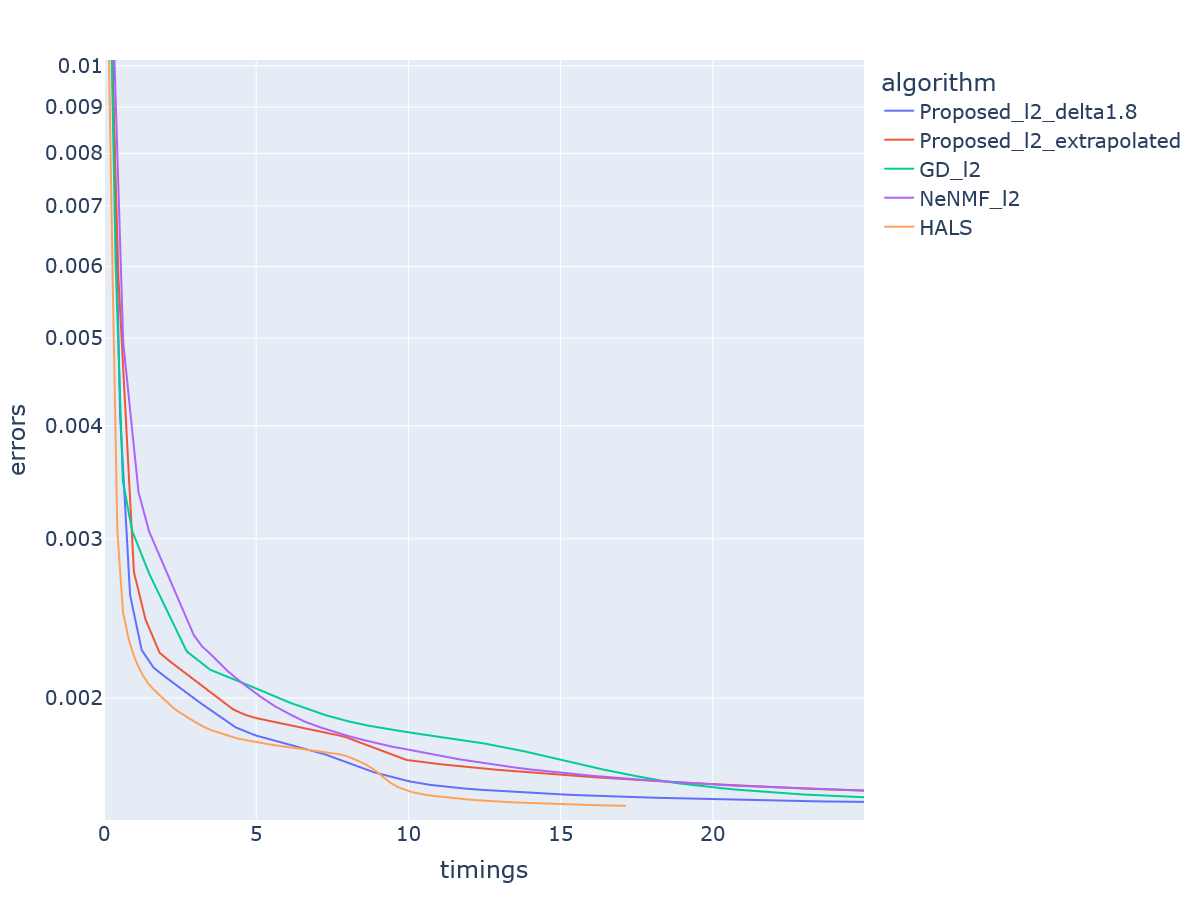 0.01
0.009
0.008
0.007
0.006
0.005
0.004
0.003
0.002
errors
0
5
10
15
20
timings
algorithm
Proposed_l2_delta1.8
Proposed_l2_extrapolated
GD_l2
NeNMF_l2
HALS